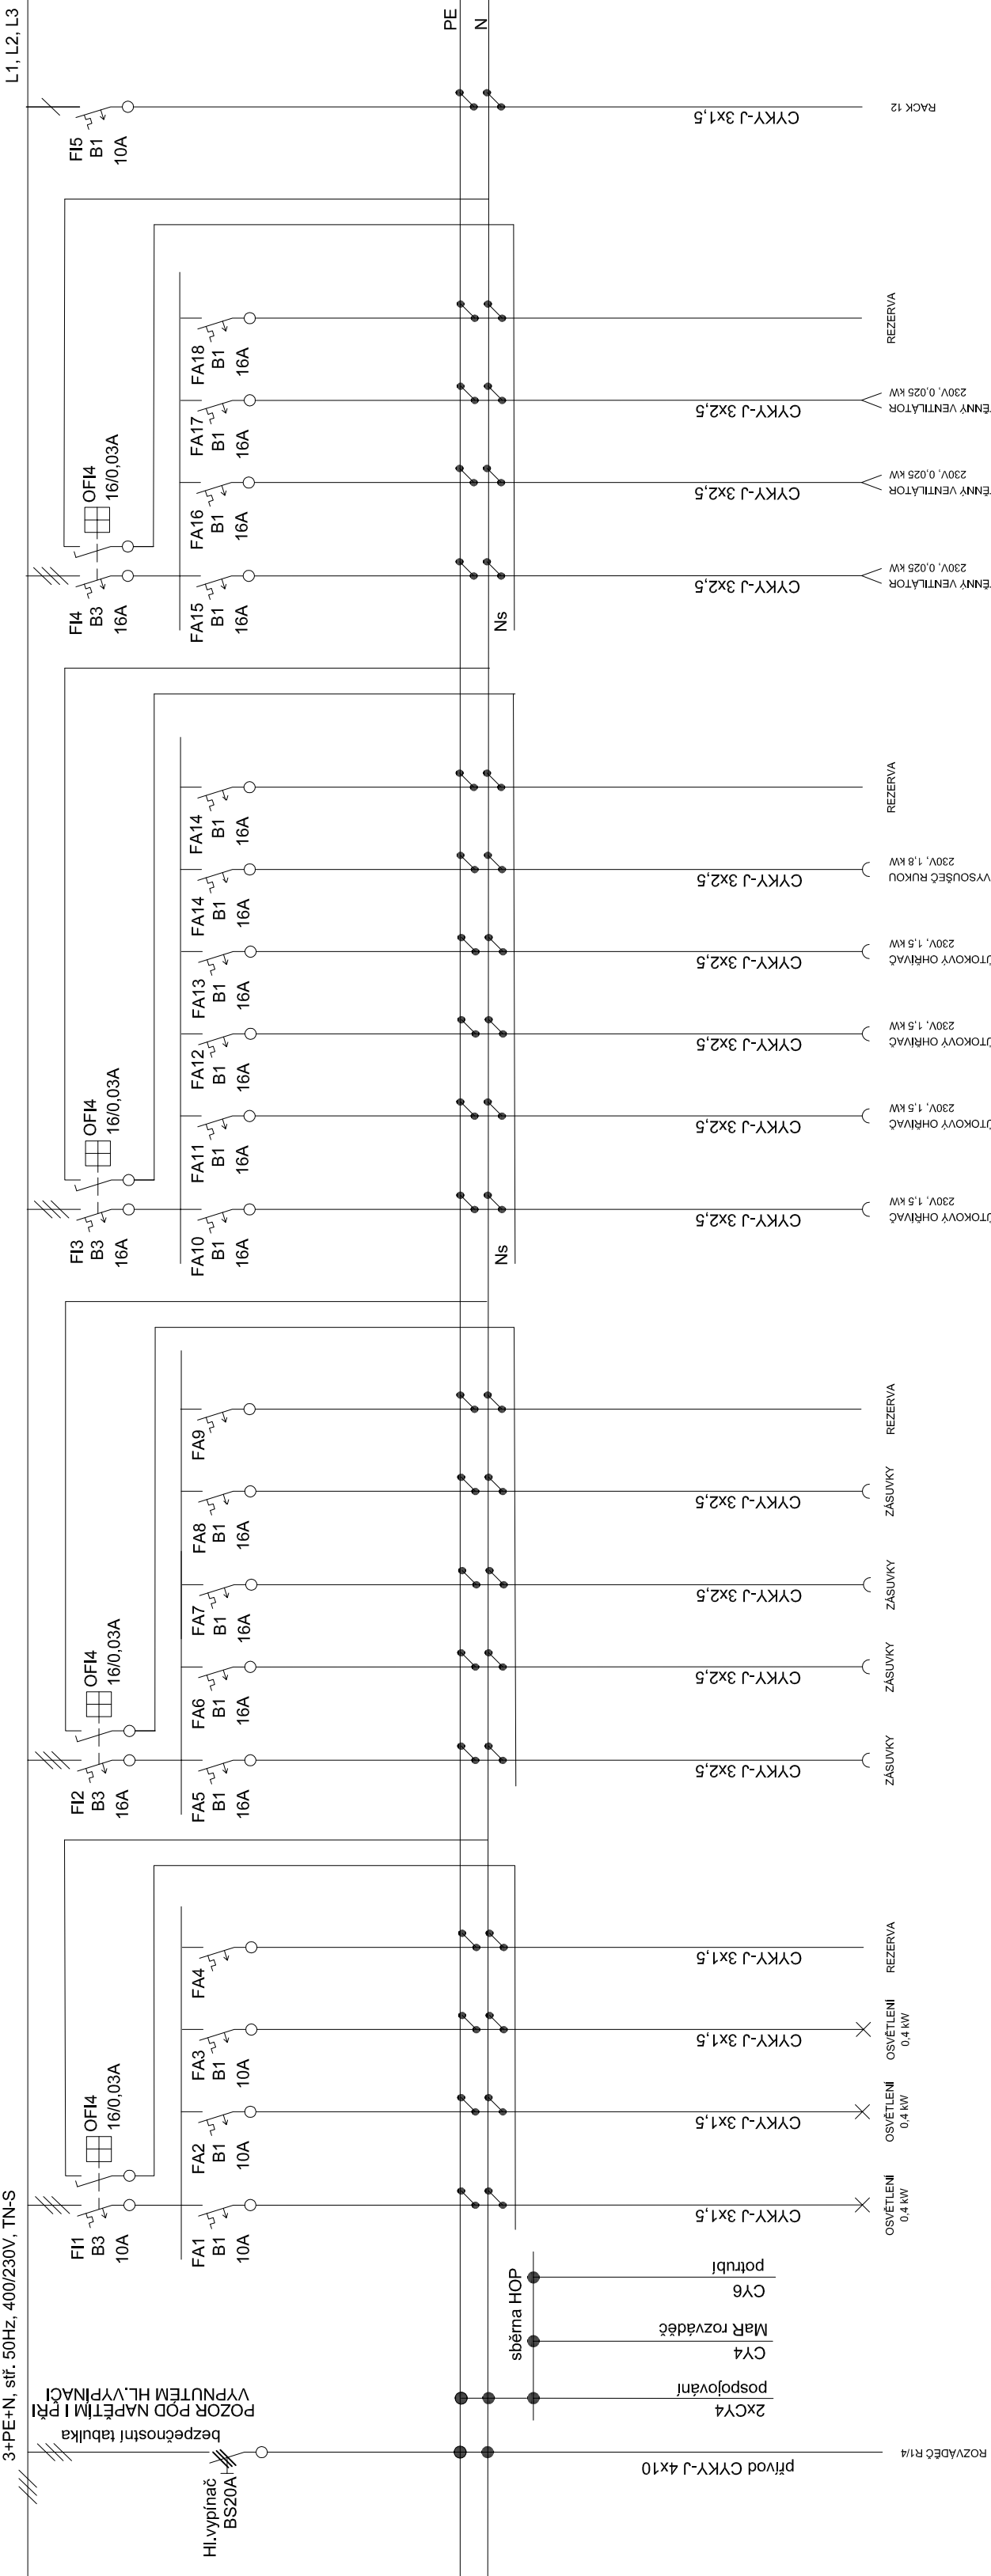 L1, L2, L3
PE
N
FI5
B1
10A
CYKY-J 3x1,5
RACK 12
FA18
B1
16A
REZERVA
FA17
B1
16A
CYKY-J 3x2,5
VENTILÁTOR
230V, 0,025 kW
OFI4
16/0,03A
FA16
B1
16A
CYKY-J 3x2,5
VENTILÁTOR
230V, 0,025 kW
FI4
B3
16A
FA15
B1
16A
Ns
CYKY-J 3x2,5
VENTILÁTOR
230V, 0,025 kW
FA14
B1
16A
REZERVA
FA14
B1
16A
CYKY-J 3x2,5
VYSOUŠEČ RUKOU
230V, 1,8 kW
FA13
B1
16A
CYKY-J 3x2,5
OHŘÍVAČ
230V, 1,5 kW
FA12
B1
16A
CYKY-J 3x2,5
OHŘÍVAČ
230V, 1,5 kW
OFI4
16/0,03A
FA11
B1
16A
CYKY-J 3x2,5
OHŘÍVAČ
230V, 1,5 kW
FI3
B3
16A
FA10
B1
16A
Ns
CYKY-J 3x2,5
OHŘÍVAČ
230V, 1,5 kW
FA9
REZERVA
FA8
B1
16A
CYKY-J 3x2,5
ZÁSUVKY
FA7
B1
16A
CYKY-J 3x2,5
ZÁSUVKY
OFI4
16/0,03A
FA6
B1
16A
CYKY-J 3x2,5
ZÁSUVKY
FI2
B3
16A
FA5
B1
16A
CYKY-J 3x2,5
ZÁSUVKY
FA4
CYKY-J 3x1,5
REZERVA
FA3
B1
10A
CYKY-J 3x1,5
OSVĚTLENÍ
0,4 kW
OFI4
16/0,03A
FA2
B1
10A
CYKY-J 3x1,5
OSVĚTLENÍ
0,4 kW
FI1
B3
10A
FA1
B1
10A
CYKY-J 3x1,5
OSVĚTLENÍ
0,4 kW
3+PE+N, stř. 50Hz, 400/230V, TN-S
sběrna HOP
CY6
potrubí
CY4
MaR rozváděč
2xCY4
pospojování
bezpečnostní tabulka
POZOR POD NAPĚTÍM I PŘI
VYPNUTÉM HL.VYPÍNAČI
Hl.vypínač
BS20A
přívod CYKY-J 4x10
ROZVÁDĚČ R1/4